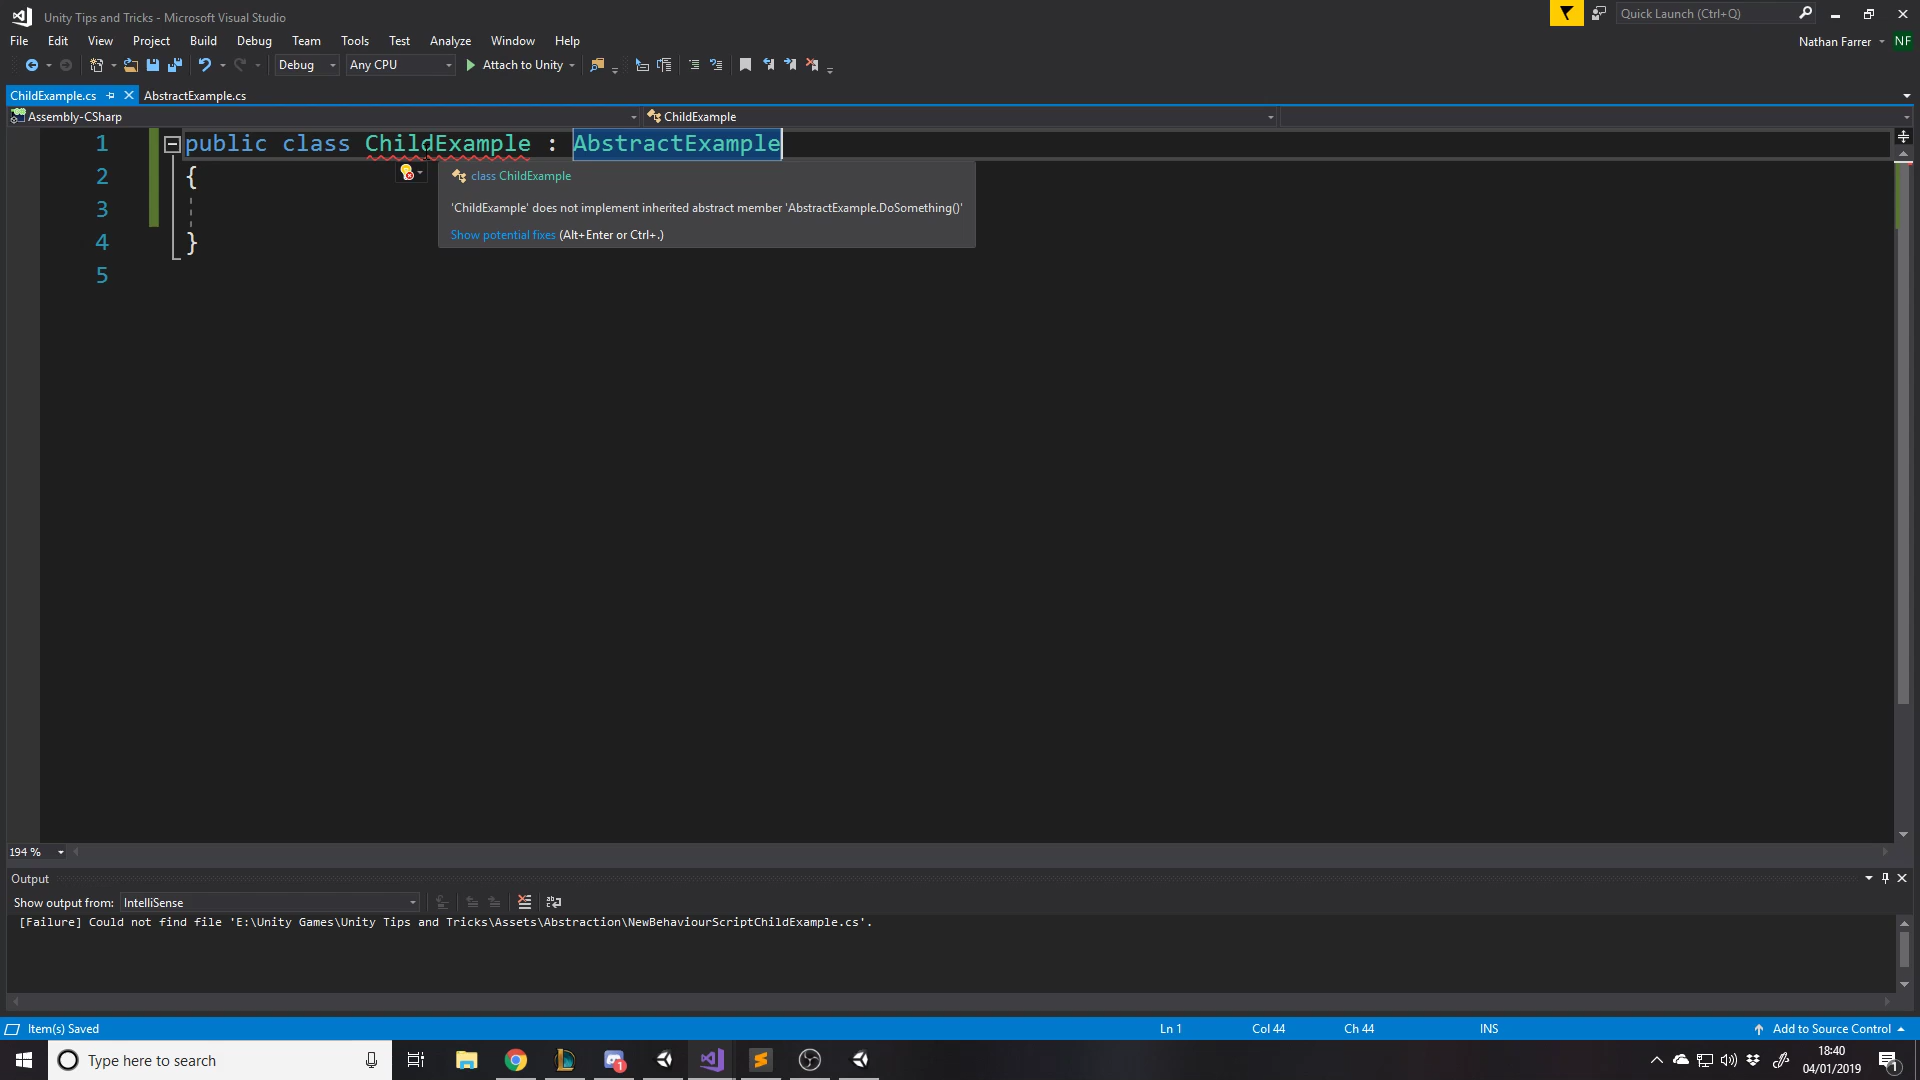 Unity Tips and Tricks - Microsoft Visual Studio
Quick Launch (Ctrl+Q)
File Edit View Project Build Debug Team Tools Test Analyze Window Help
Nathan Farrer NF
Debug Any CPU Attach to Unity
ChildExample.cs AbstractExample.cs
Assembly-CSharp ChildExample
1 public class ChildExample : AbstractExample
2 {
class ChildExample
3
'ChildExample' does not implement inherited abstract member 'AbstractExample.DoSomething()'
Show potential fixes (Alt+Enter or Ctrl+.)
4 }
5
194 %
Output
Show output from: IntelliSense
[Failure] Could not find file 'E:\Unity Games\Unity Tips and Tricks\Assets\Abstraction\NewBehaviourScriptChildExample.cs'.
Item(s) Saved Ln 1 Col 44 Ch 44 INS Add to Source Control
Type here to search
1
18:40
04/01/2019
1